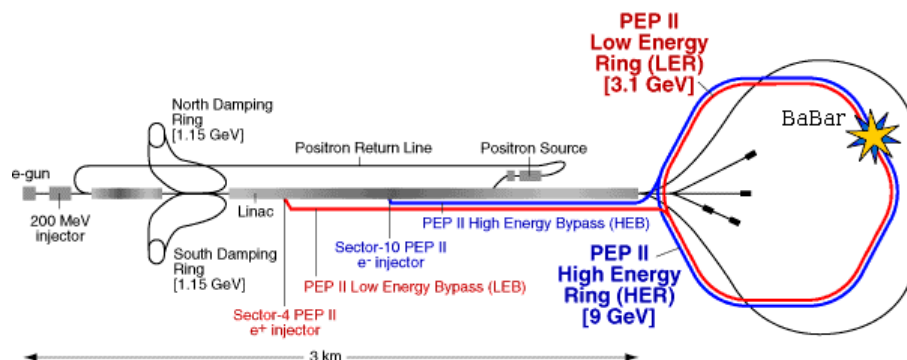 PEP II
Low Energy
Ring (LER)
[3.1 GeV]
BaBar
North Damping
Ring
[1.15 GeV]
Positron Return Line
Positron Source
e-gun
200 MeV
injector
Linac
PEP II High Energy Bypass (HEB)
South Damping
Ring
[1.15 GeV]
Sector-10 PEP II
e⁻ injector
PEP II Low Energy Bypass (LEB)
Sector-4 PEP II
e⁺ injector
PEP II
High Energy
Ring (HER)
[9 GeV]
3 km